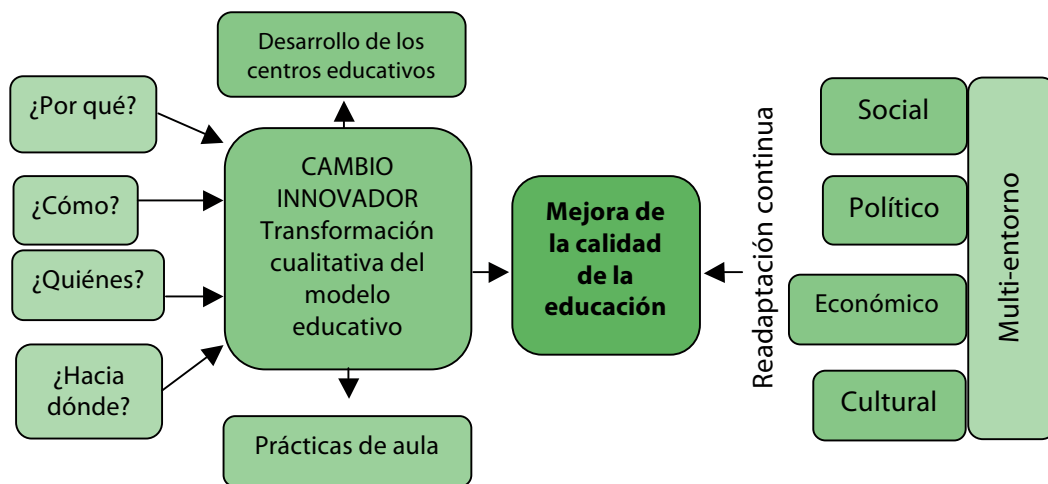 Desarrollo de los
centros educativos
¿Por qué?
¿Cómo?
¿Quiénes?
¿Hacia
dónde?
CAMBIO
INNOVADOR
Transformación
cualitativa del
modelo
educativo
Prácticas de aula
Mejora de
la calidad
de la
educación
Readaptación continua
Social
Político
Económico
Cultural
Multi-entorno